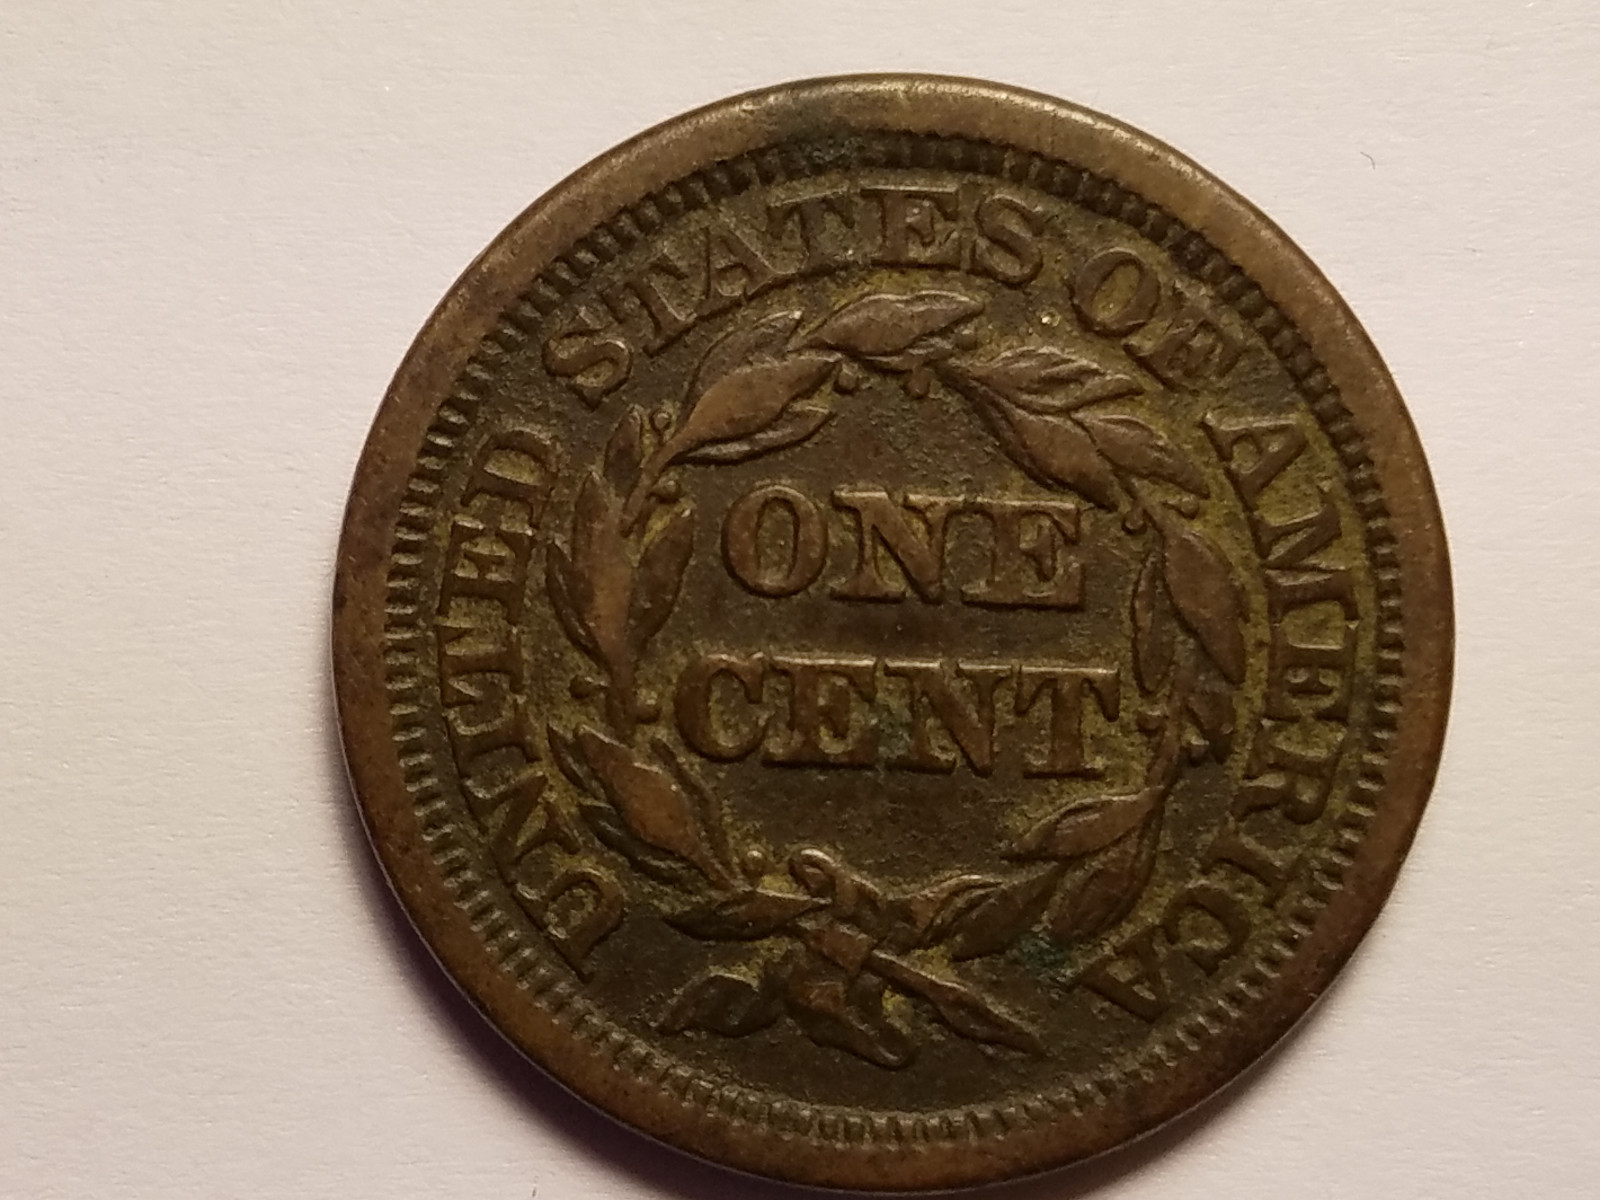 UNITED STATES OF AMERICA
ONE
CENT